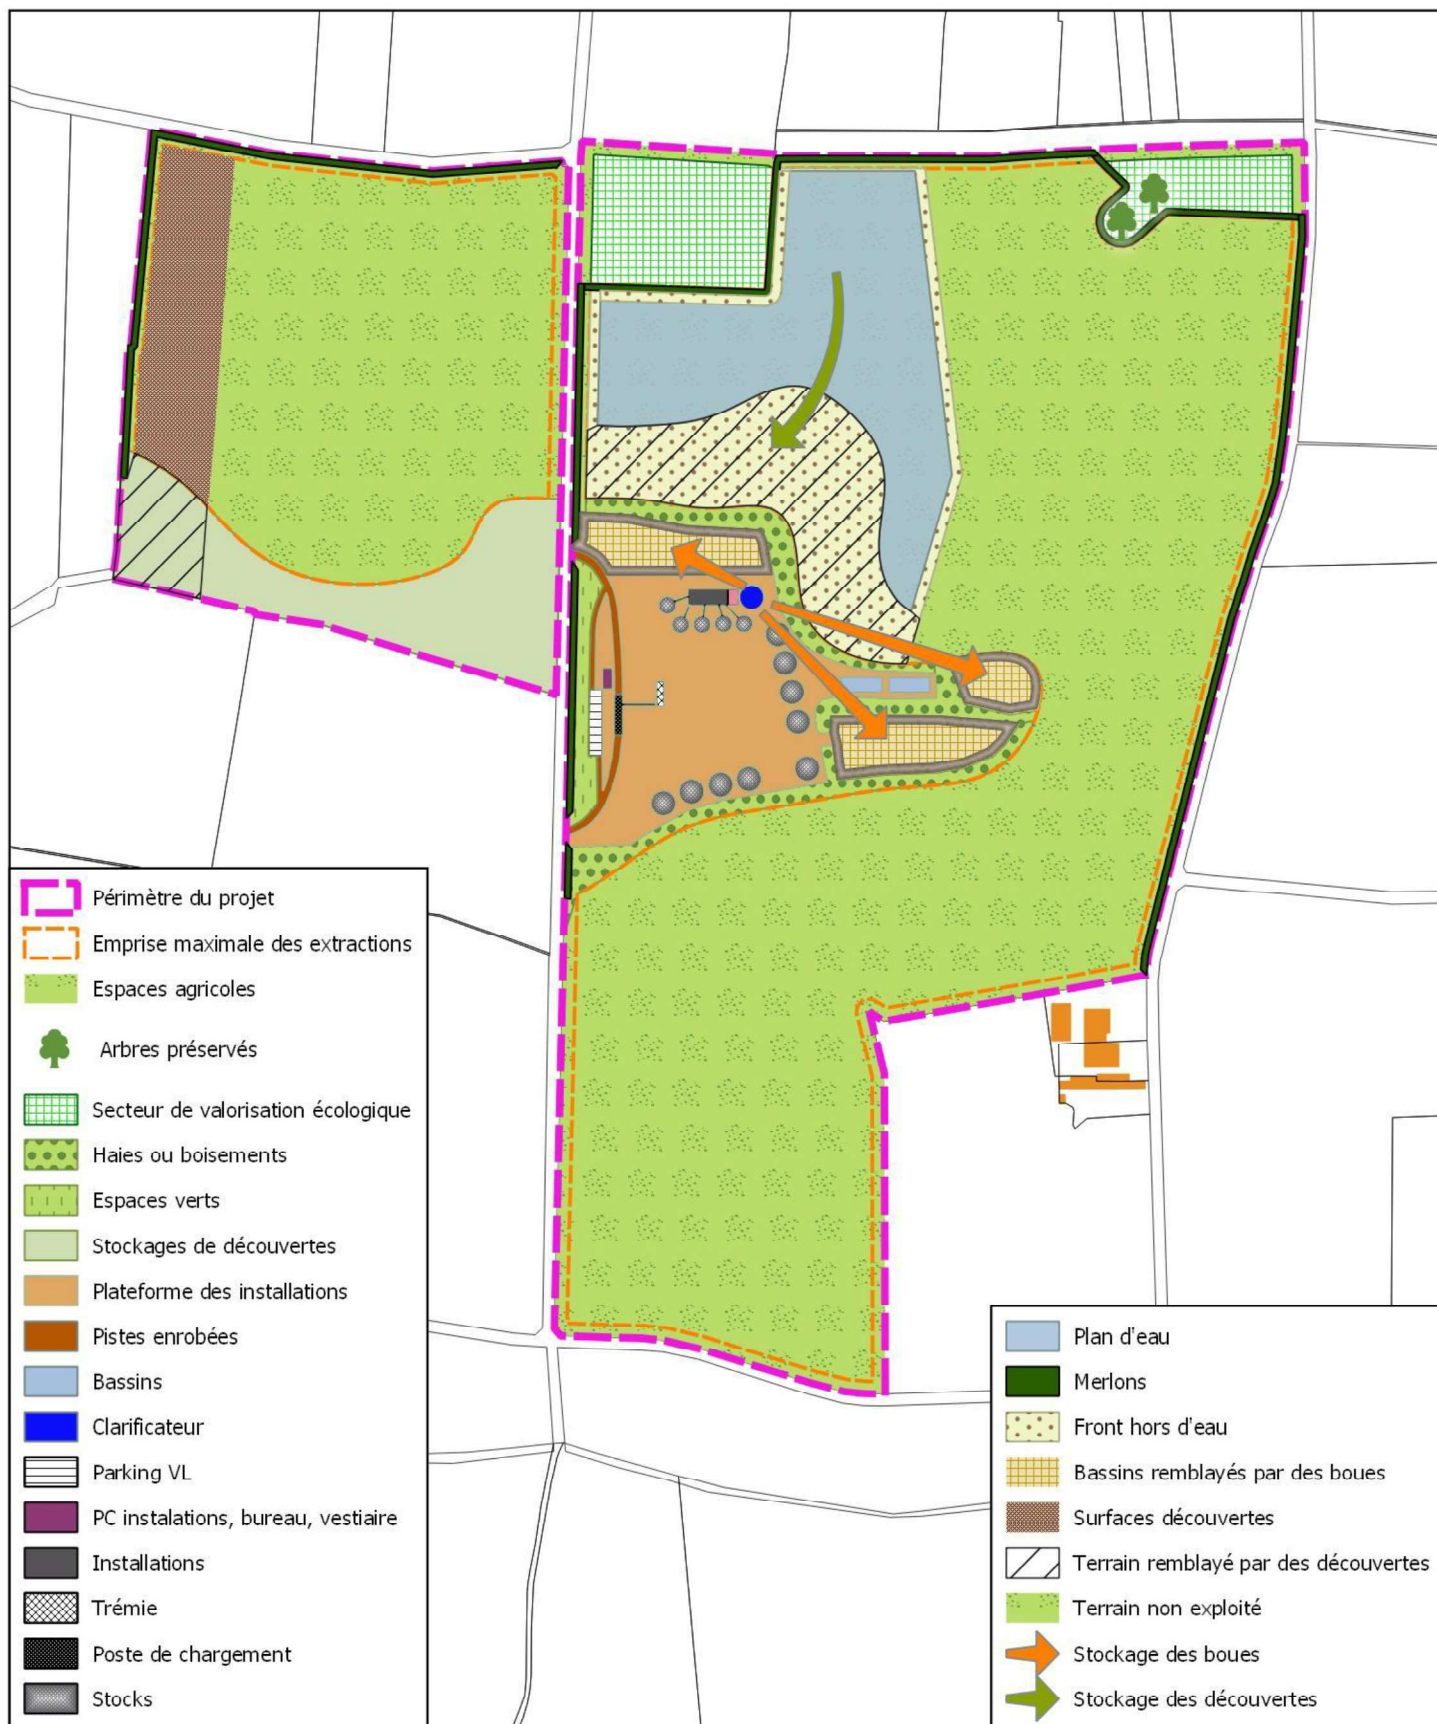 Périmètre du projet
Emprise maximale des extractions
Espaces agricoles
Arbres préservés
Secteur de valorisation écologique
Haies ou boisements
Espaces verts
Stockages de découvertes
Plateforme des installations
Pistes enrobées
Bassins
Clarificateur
Parking VL
PC instalations, bureau, vestiaire
Installations
Trémie
Poste de chargement
Stocks
Plan d'eau
Merlons
Front hors d'eau
Bassins remblayés par des boues
Surfaces découvertes
Terrain remblayé par des découvertes
Terrain non exploité
Stockage des boues
Stockage des découvertes